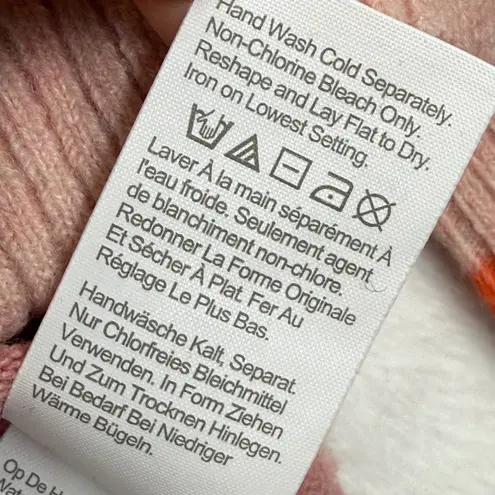 Hand Wash Cold Separately.
Non-Chlorine Bleach Only.
Reshape and Lay Flat to Dry.
Iron on Lowest Setting.
Laver À la main séparément À
l'eau froide. Seulement agent
de blanchiment non-chlore.
Redonner La Forme Originale
Et Sécher À Plat. Fer Au
Réglage Le Plus Bas.
Handwäsche Kalt, Separat.
Nur Chlorfreies Bleichmittel
Verwenden. In Form Ziehen
Und Zum Trocknen Hinlegen.
Bei Bedarf Bei Niedriger
Wärme Bügeln.
Op De H